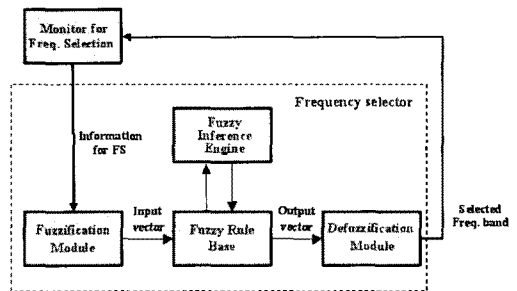 Monitor for
Freq. Selection
Frequency selector
Fuzzy
Inference
Engine
Information
for FS
Input
vector
Output
vector
Selected
Freq. band
Fuzzification
Module
Fuzzy Rule
Base
Defuzzification
Module